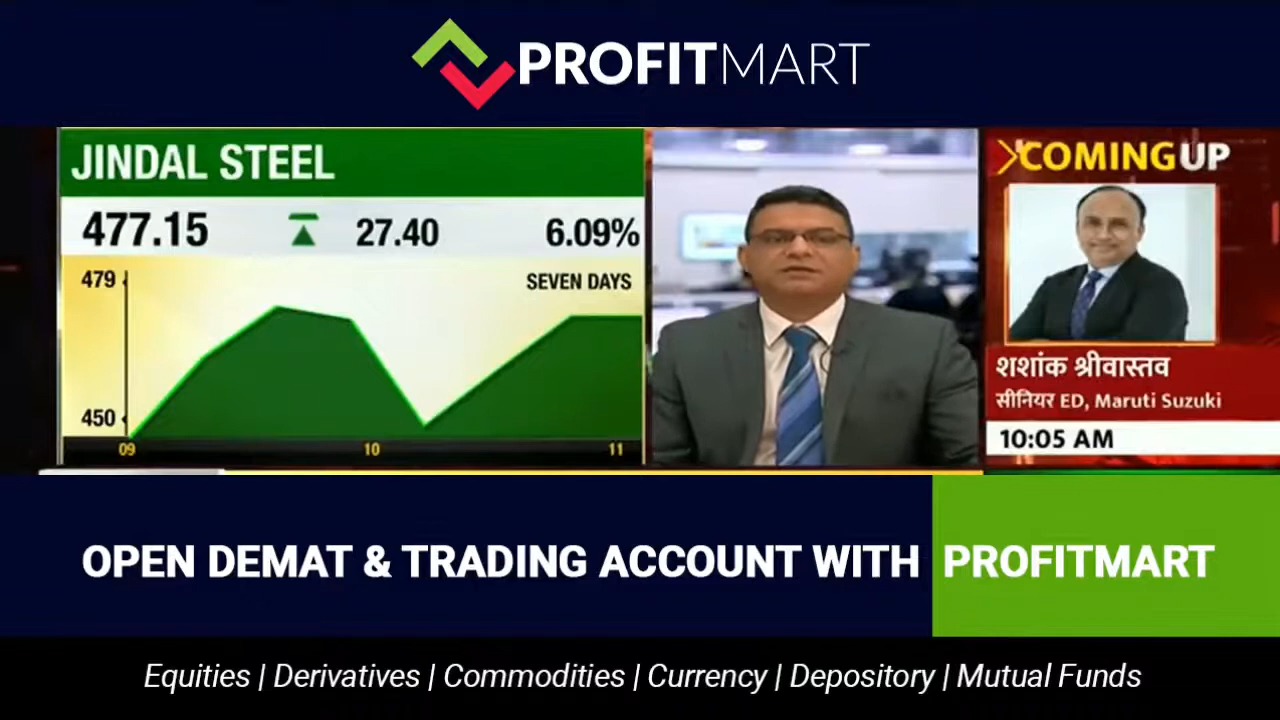 PROFITMART
JINDAL STEEL
477.15 27.40 6.09%
SEVEN DAYS
479
450
09 10 11
COMING UP
शशांक श्रीवास्तव
सीनियर ED, Maruti Suzuki
10:05 AM
OPEN DEMAT & TRADING ACCOUNT WITH PROFITMART
Equities | Derivatives | Commodities | Currency | Depository | Mutual Funds